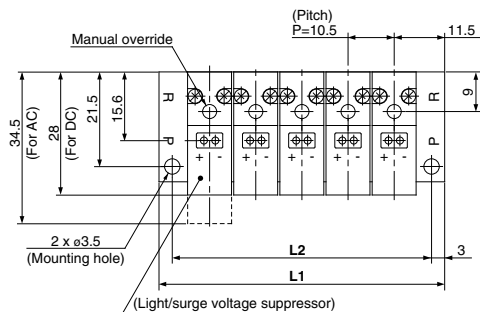 (Pitch)
P=10.5
11.5
Manual override
34.5
(For AC)
28
(For DC)
21.5
15.6
9
R
R
P
P
+ -
+ -
+ -
+ -
+ -
2 x ø3.5
(Mounting hole)
L2
3
L1
(Light/surge voltage suppressor)